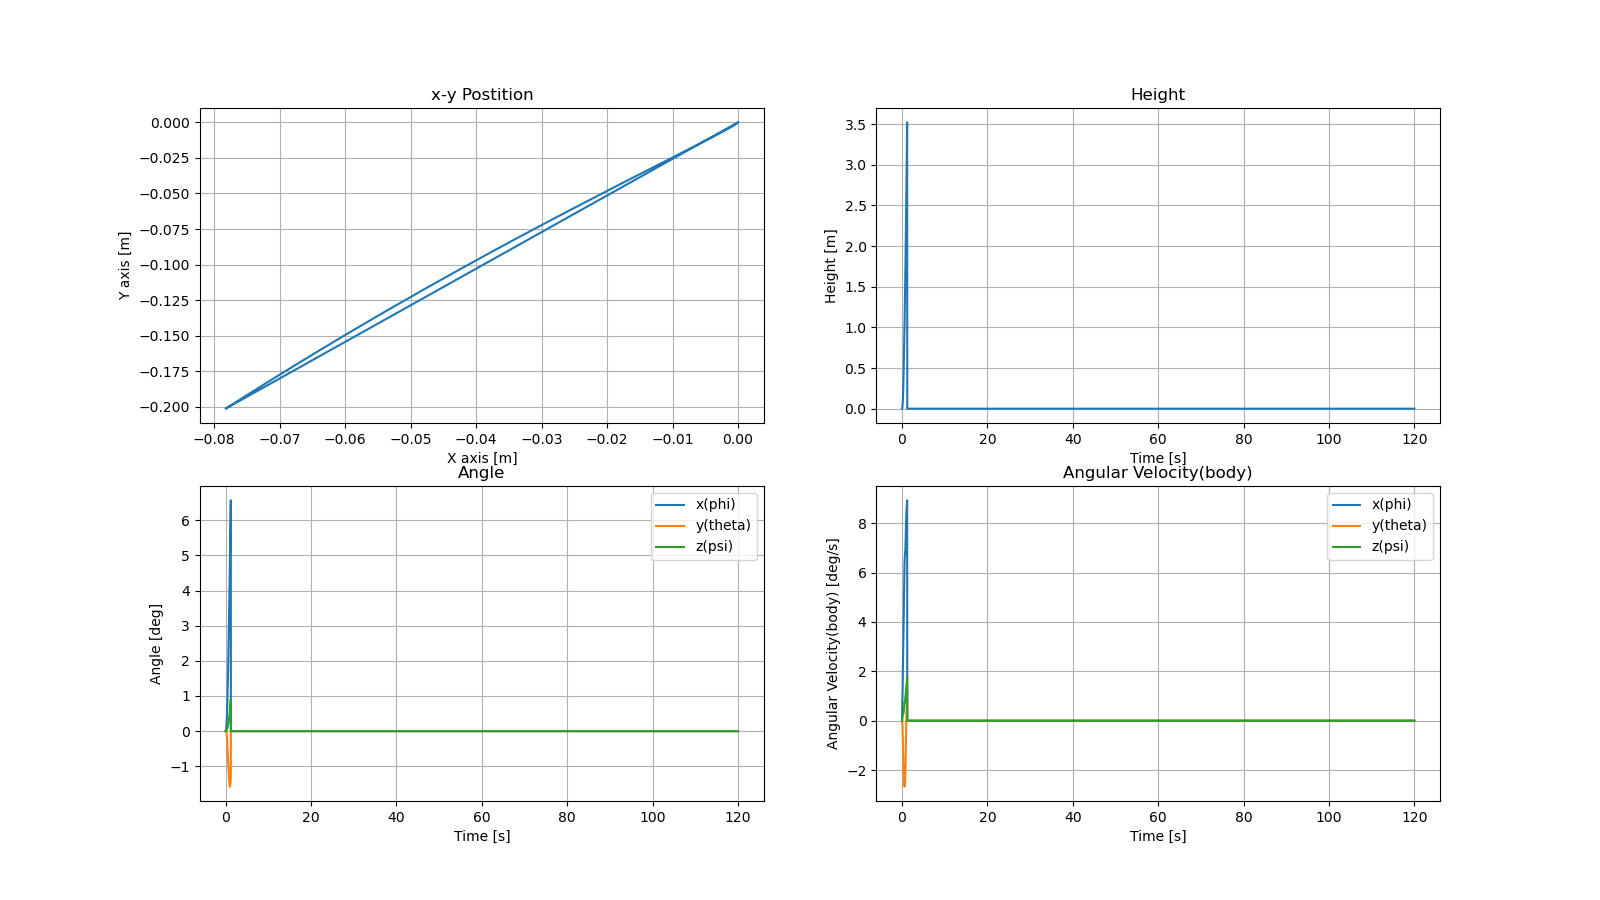 x-y Postition
0.000
−0.025
−0.050
−0.075
−0.100
−0.125
−0.150
−0.175
−0.200
Y axis [m]
−0.08 −0.07 −0.06 −0.05 −0.04 −0.03 −0.02 −0.01 0.00
X axis [m]
Height
3.5
3.0
2.5
2.0
1.5
1.0
0.5
0.0
Height [m]
0 20 40 60 80 100 120
Time [s]
Angle
x(phi)
y(theta)
z(psi)
6
5
4
3
2
1
0
−1
Angle [deg]
0 20 40 60 80 100 120
Time [s]
Angular Velocity(body)
x(phi)
y(theta)
z(psi)
8
6
4
2
0
−2
Angular Velocity(body) [deg/s]
0 20 40 60 80 100 120
Time [s]